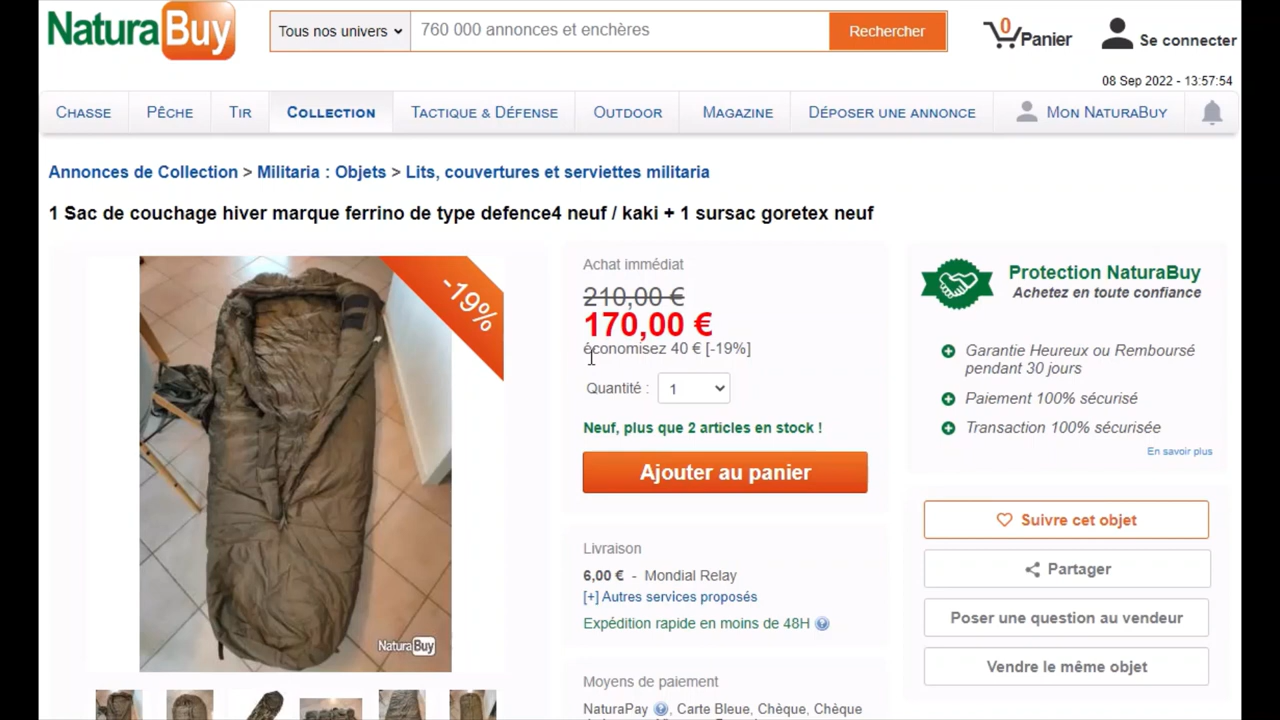 NaturaBuy
Tous nos univers
760 000 annonces et enchères
Rechercher
0
Panier
Se connecter
08 Sep 2022 - 13:57:54
CHASSE
PÊCHE
TIR
COLLECTION
TACTIQUE & DÉFENSE
OUTDOOR
MAGAZINE
DÉPOSER UNE ANNONCE
MON NATURABUY
Annonces de Collection > Militaria : Objets > Lits, couvertures et serviettes militaria
1 Sac de couchage hiver marque ferrino de type defence4 neuf / kaki + 1 sursac goretex neuf
-19%
NaturaBuy
Achat immédiat
210,00 €
170,00 €
économisez 40 € [-19%]
Quantité :
1
Neuf, plus que 2 articles en stock !
Ajouter au panier
Livraison
6,00 € - Mondial Relay
[+] Autres services proposés
Expédition rapide en moins de 48H ?
Moyens de paiement
NaturaPay ? , Carte Bleue, Chèque, Chèque
Protection NaturaBuy
Achetez en toute confiance
Garantie Heureux ou Remboursé
pendant 30 jours
Paiement 100% sécurisé
Transaction 100% sécurisée
En savoir plus
Suivre cet objet
Partager
Poser une question au vendeur
Vendre le même objet